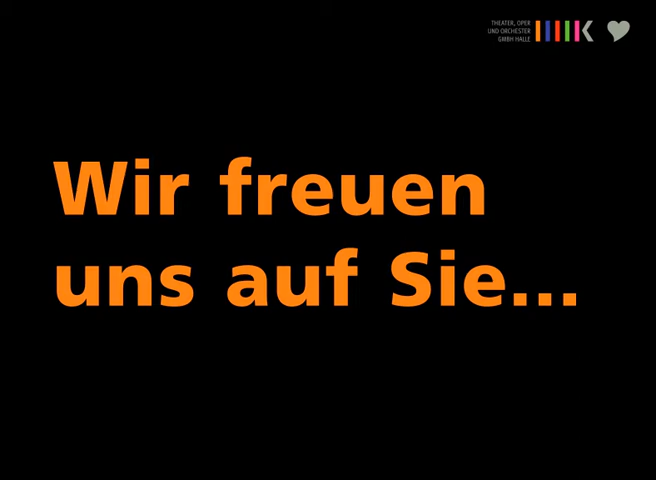 THEATER, OPER
UND ORCHESTER
GMBH HALLE
Wir freuen
uns auf Sie...